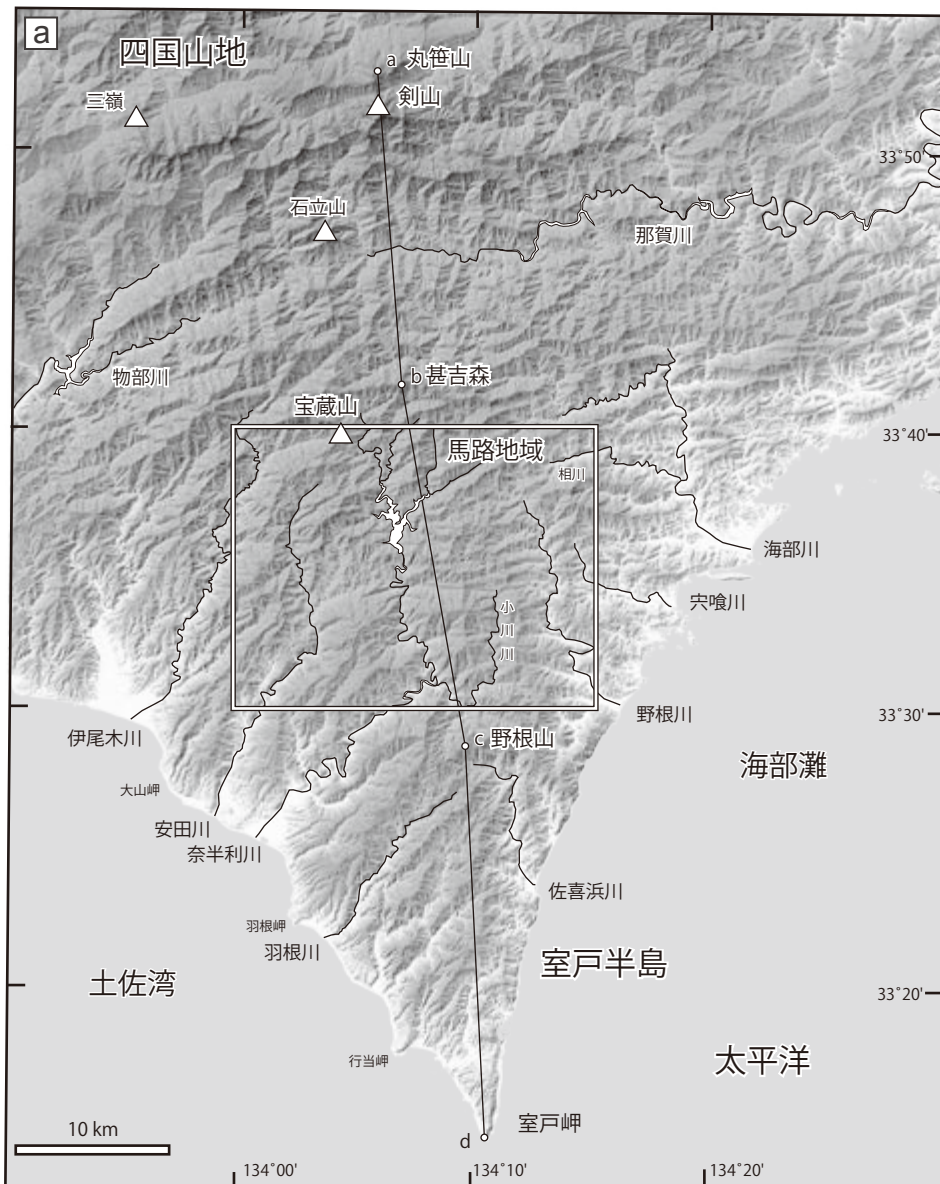 a
四国山地
a 丸笹山
三嶺
剣山
33°50'
石立山
那賀川
物部川
b 甚吉森
宝蔵山
33°40'
馬路地域
相川
海部川
宍喰川
小川川
野根川
33°30'
伊尾木川
c 野根山
海部灘
大山岬
安田川
奈半利川
佐喜浜川
羽根岬
羽根川
室戸半島
土佐湾
33°20'
行当岬
太平洋
室戸岬
d
10 km
134°00'
134°10'
134°20'